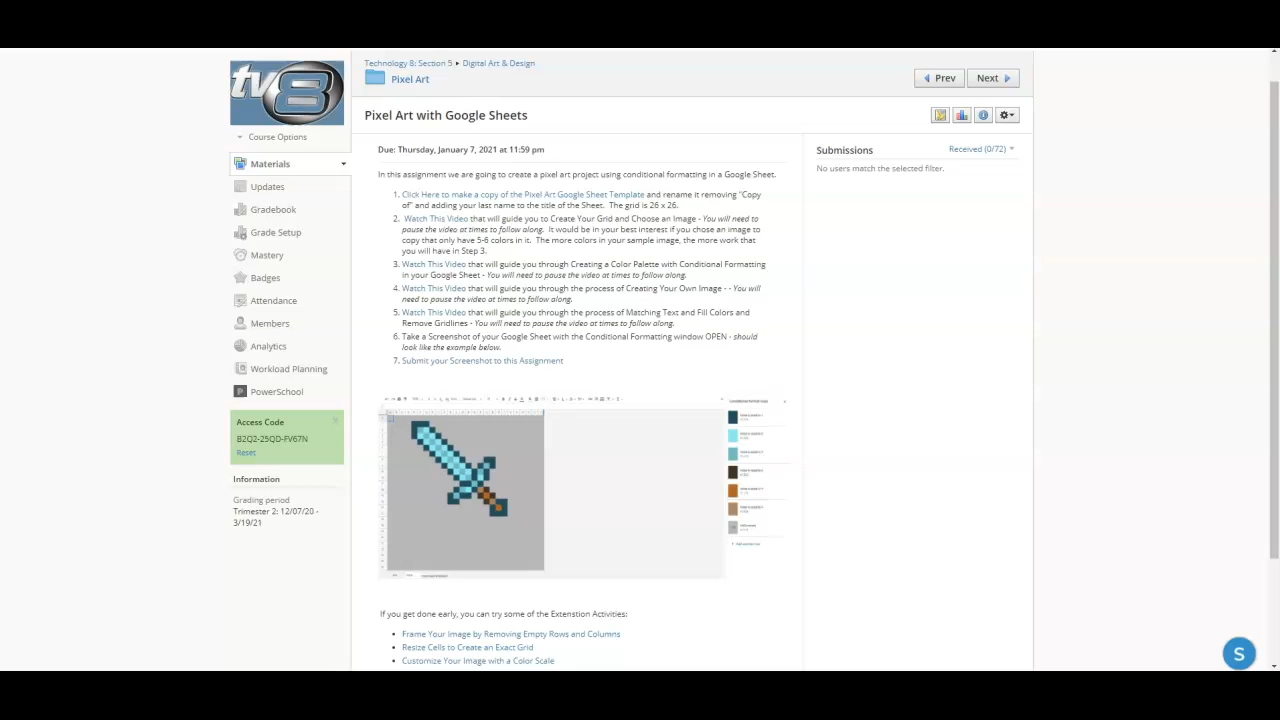 tv8
Technology 8: Section 5 ▸ Digital Art & Design
Pixel Art
Prev
Next
Pixel Art with Google Sheets
Course Options
Materials
Updates
Gradebook
Grade Setup
Mastery
Badges
Attendance
Members
Analytics
Workload Planning
PowerSchool
Access Code
B2Q2-25QD-FV67N
Reset
Information
Grading period
Trimester 2: 12/07/20 -
3/19/21
Due: Thursday, January 7, 2021 at 11:59 pm
In this assignment we are going to create a pixel art project using conditional formatting in a Google Sheet.
1. Click Here to make a copy of the Pixel Art Google Sheet Template and rename it removing "Copy
of" and adding your last name to the title of the Sheet. The grid is 26 x 26.
2. Watch This Video that will guide you to Create Your Grid and Choose an Image - You will need to
pause the video at times to follow along. It would be in your best interest if you chose an image to
copy that only have 5-6 colors in it. The more colors in your sample image, the more work that
you will have in Step 3.
3. Watch This Video that will guide you through Creating a Color Palette with Conditional Formatting
in your Google Sheet - You will need to pause the video at times to follow along.
4. Watch This Video that will guide you through the process of Creating Your Own Image - - You will
need to pause the video at times to follow along.
5. Watch This Video that will guide you through the process of Matching Text and Fill Colors and
Remove Gridlines - You will need to pause the video at times to follow along.
6. Take a Screenshot of your Google Sheet with the Conditional Formatting window OPEN - should
look like the example below.
7. Submit your Screenshot to this Assignment
If you get done early, you can try some of the Extenstion Activities:
• Frame Your Image by Removing Empty Rows and Columns
• Resize Cells to Create an Exact Grid
• Customize Your Image with a Color Scale
Submissions
Received (0/72)
No users match the selected filter.
S